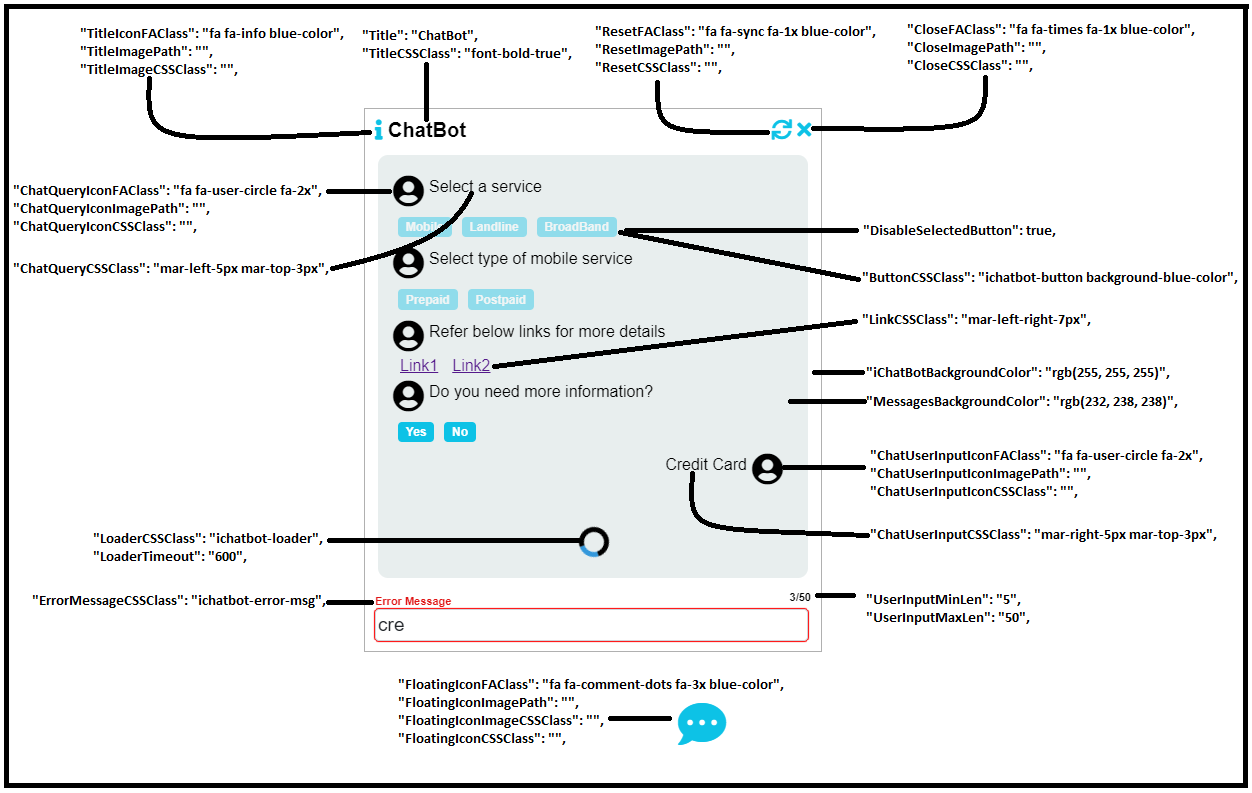 "TitleIconFAClass": "fa fa-info blue-color",
"TitleImagePath": "",
"TitleImageCSSClass": "",
"Title": "ChatBot",
"TitleCSSClass": "font-bold-true",
"ResetFAClass": "fa fa-sync fa-1x blue-color",
"ResetImagePath": "",
"ResetCSSClass": "",
"CloseFAClass": "fa fa-times fa-1x blue-color",
"CloseImagePath": "",
"CloseCSSClass": "",
ChatBot
"ChatQueryIconFAClass": "fa fa-user-circle fa-2x",
"ChatQueryIconImagePath": "",
"ChatQueryIconCSSClass": "",
Select a service
Mobile Landline BroadBand
"DisableSelectedButton": true,
"ChatQueryCSSClass": "mar-left-5px mar-top-3px",
Select type of mobile service
"ButtonCSSClass": "ichatbot-button background-blue-color",
Prepaid Postpaid
"LinkCSSClass": "mar-left-right-7px",
Refer below links for more details
Link1 Link2
"iChatBotBackgroundColor": "rgb(255, 255, 255)",
Do you need more information?
"MessagesBackgroundColor": "rgb(232, 238, 238)",
Yes No
Credit Card
"ChatUserInputIconFAClass": "fa fa-user-circle fa-2x",
"ChatUserInputIconImagePath": "",
"ChatUserInputIconCSSClass": "",
"ChatUserInputCSSClass": "mar-right-5px mar-top-3px",
"LoaderCSSClass": "ichatbot-loader",
"LoaderTimeout": "600",
"ErrorMessageCSSClass": "ichatbot-error-msg",
Error Message
3/50
"UserInputMinLen": "5",
"UserInputMaxLen": "50",
cre
"FloatingIconFAClass": "fa fa-comment-dots fa-3x blue-color",
"FloatingIconImagePath": "",
"FloatingIconImageCSSClass": "",
"FloatingIconCSSClass": "",